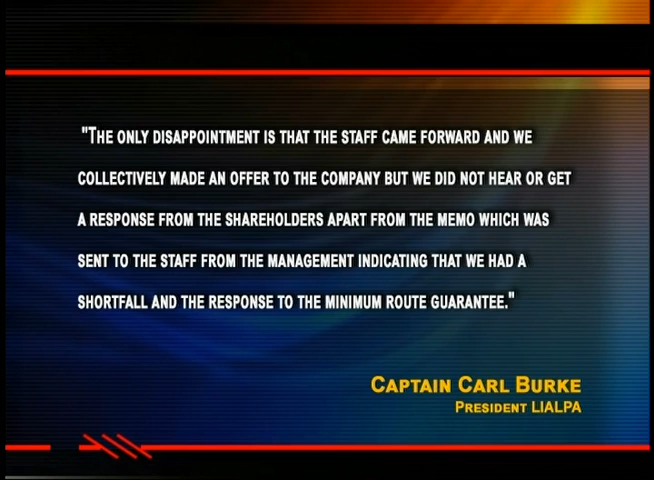 "THE ONLY DISAPPOINTMENT IS THAT THE STAFF CAME FORWARD AND WE
COLLECTIVELY MADE AN OFFER TO THE COMPANY BUT WE DID NOT HEAR OR GET
A RESPONSE FROM THE SHAREHOLDERS APART FROM THE MEMO WHICH WAS
SENT TO THE STAFF FROM THE MANAGEMENT INDICATING THAT WE HAD A
SHORTFALL AND THE RESPONSE TO THE MINIMUM ROUTE GUARANTEE."
CAPTAIN CARL BURKE
PRESIDENT LIALPA